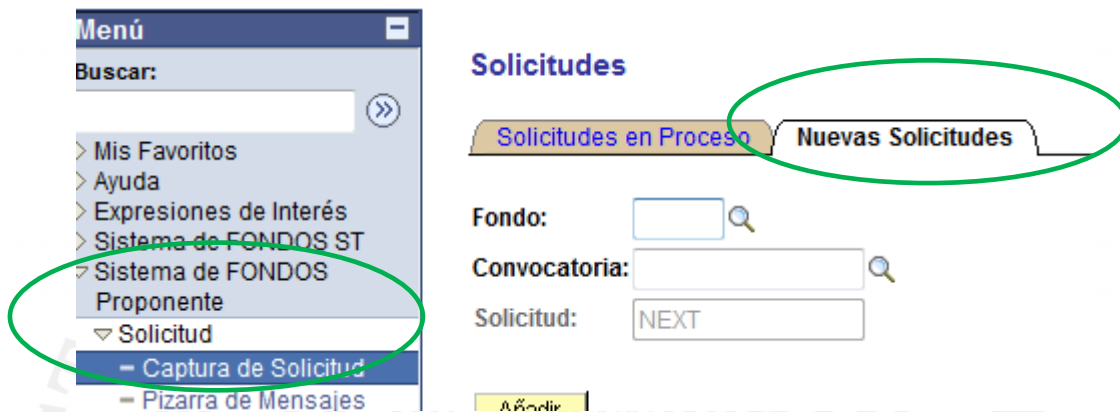 Menú
Buscar:
Mis Favoritos
Ayuda
Expresiones de Interés
Sistema de FONDOS ST
Sistema de FONDOS
Proponente
Solicitud
Captura de Solicitud
Pizarra de Mensajes
Solicitudes
Solicitudes en Proceso
Nuevas Solicitudes
Fondo:
Convocatoria:
Solicitud: NEXT
Añadir